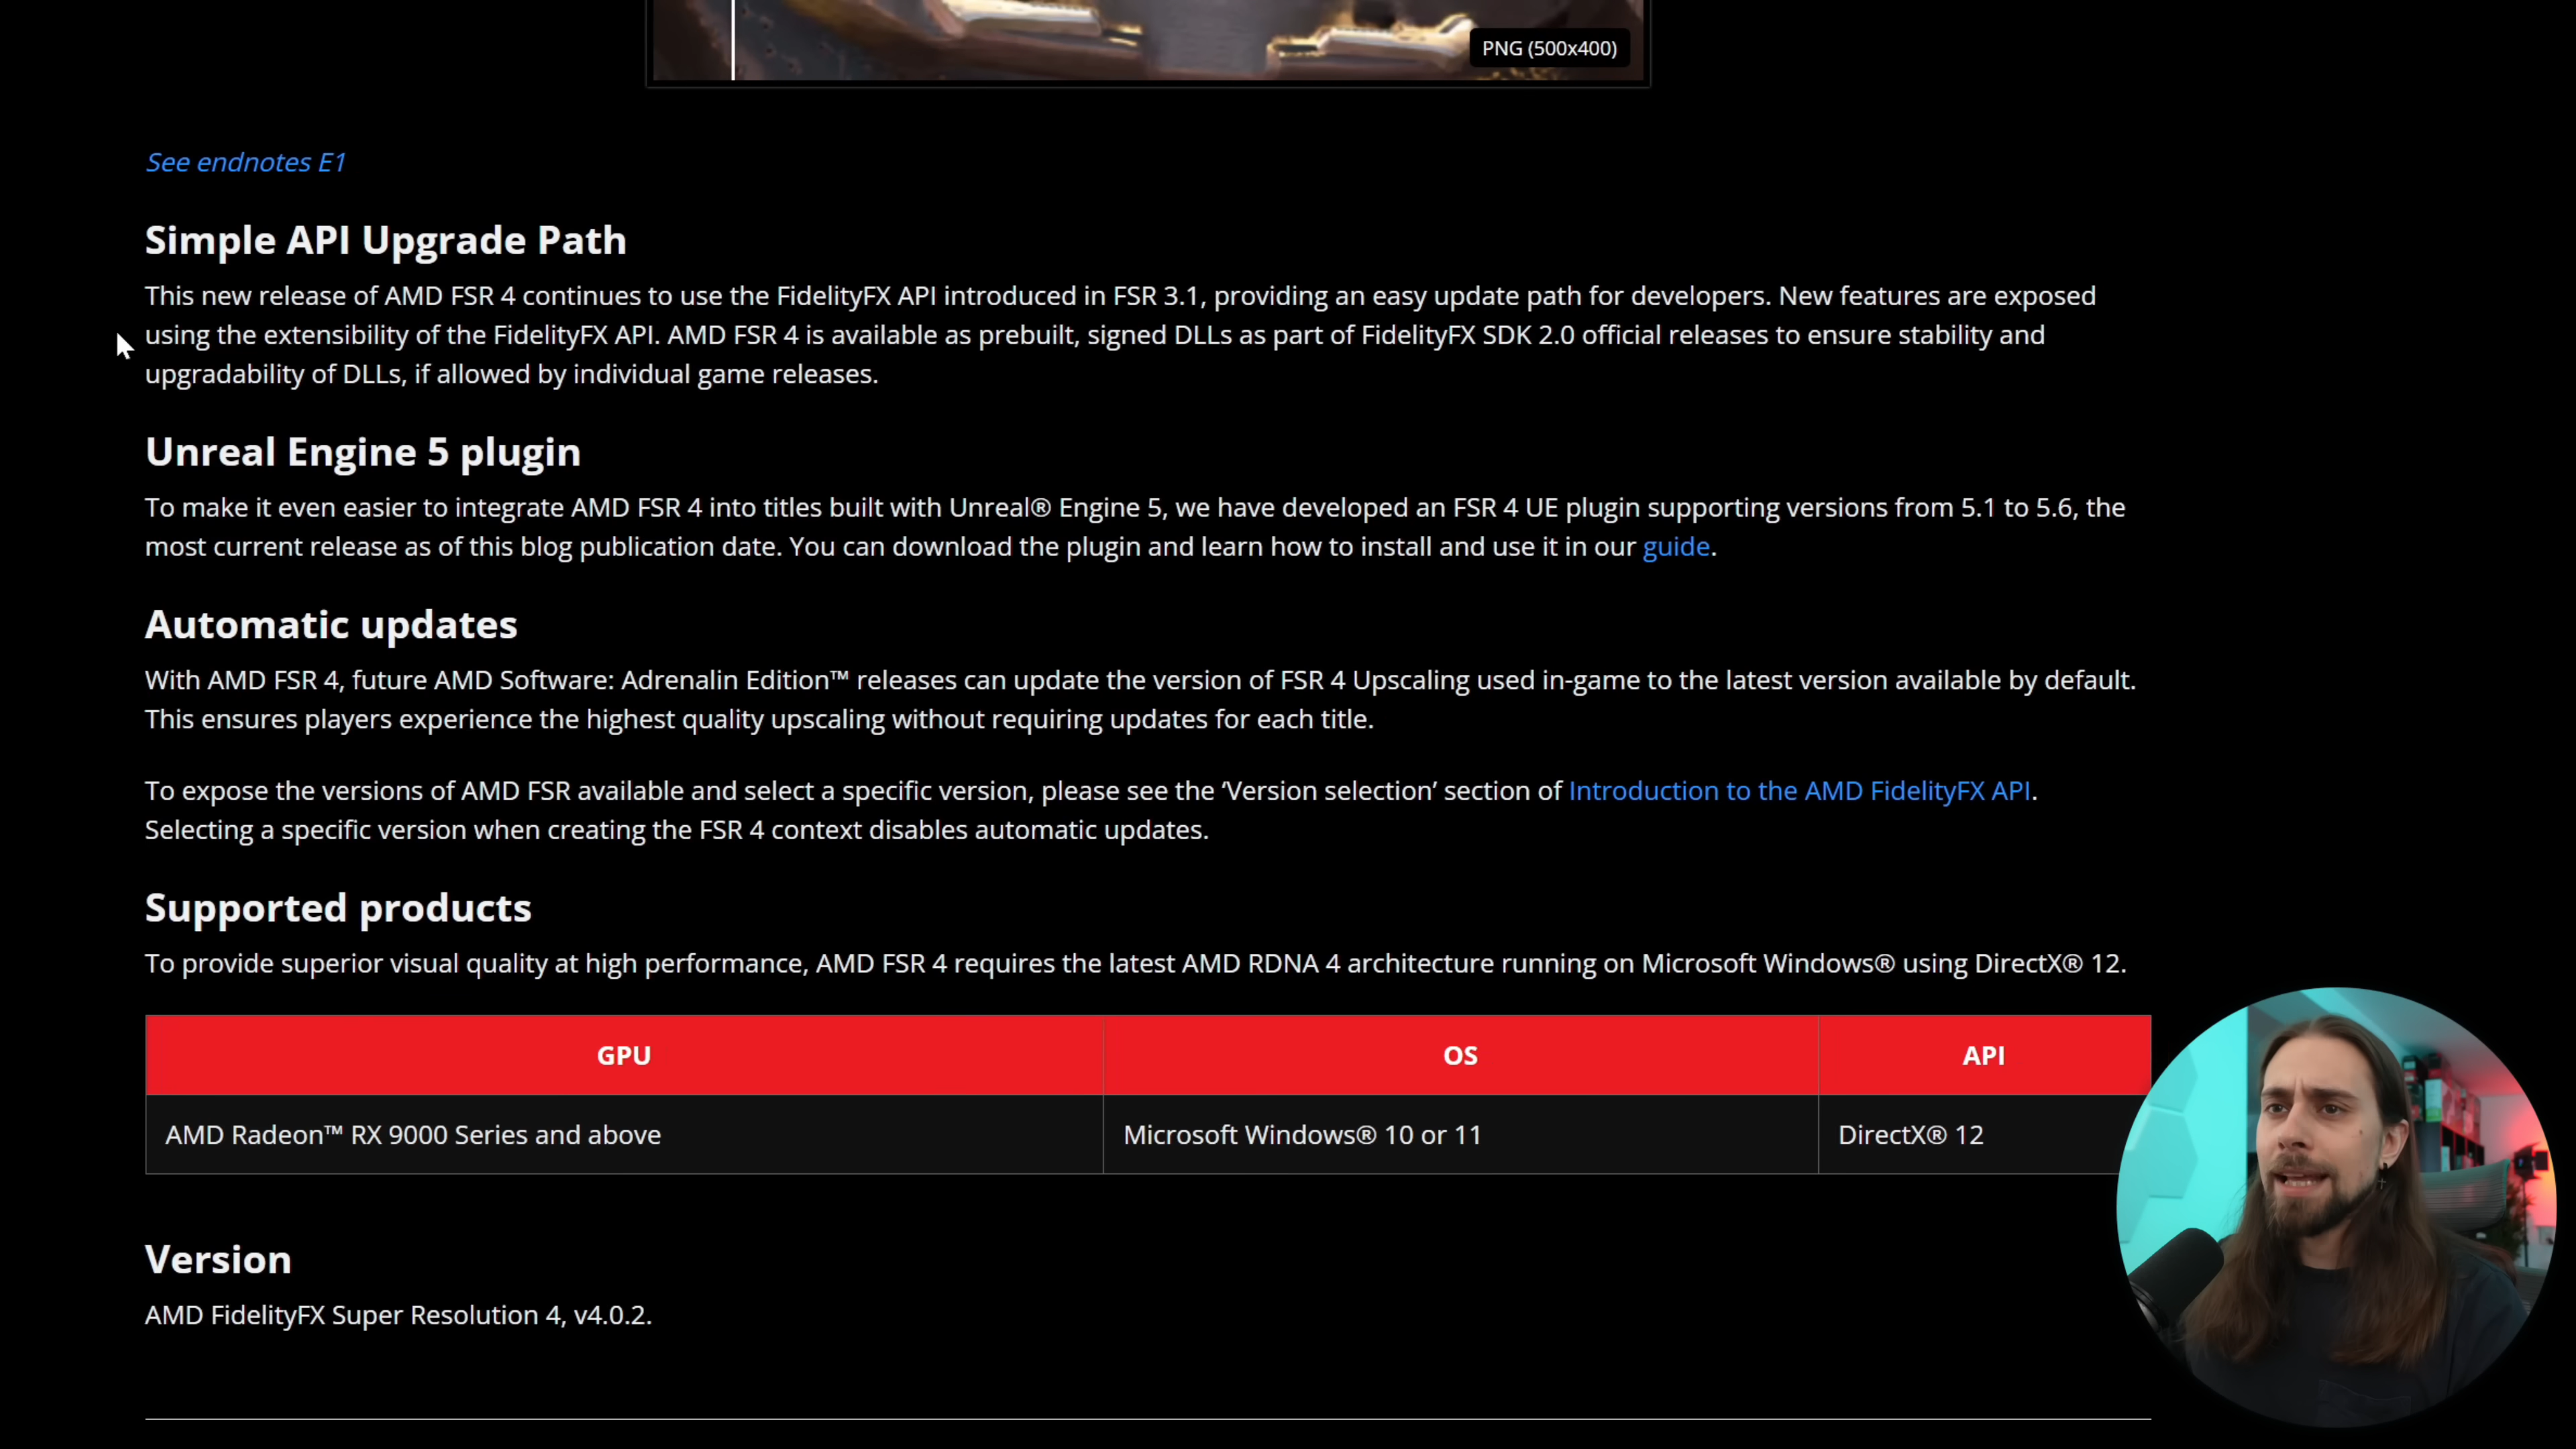 PNG (500x400)
See endnotes E1
Simple API Upgrade Path
This new release of AMD FSR 4 continues to use the FidelityFX API introduced in FSR 3.1, providing an easy update path for developers. New features are exposed
using the extensibility of the FidelityFX API. AMD FSR 4 is available as prebuilt, signed DLLs as part of FidelityFX SDK 2.0 official releases to ensure stability and
upgradability of DLLs, if allowed by individual game releases.
Unreal Engine 5 plugin
To make it even easier to integrate AMD FSR 4 into titles built with Unreal® Engine 5, we have developed an FSR 4 UE plugin supporting versions from 5.1 to 5.6, the
most current release as of this blog publication date. You can download the plugin and learn how to install and use it in our guide.
Automatic updates
With AMD FSR 4, future AMD Software: Adrenalin Edition™ releases can update the version of FSR 4 Upscaling used in-game to the latest version available by default.
This ensures players experience the highest quality upscaling without requiring updates for each title.
To expose the versions of AMD FSR available and select a specific version, please see the ‘Version selection’ section of Introduction to the AMD FidelityFX API.
Selecting a specific version when creating the FSR 4 context disables automatic updates.
Supported products
To provide superior visual quality at high performance, AMD FSR 4 requires the latest AMD RDNA 4 architecture running on Microsoft Windows® using DirectX® 12.
GPU OS API
AMD Radeon™ RX 9000 Series and above Microsoft Windows® 10 or 11 DirectX® 12
Version
AMD FidelityFX Super Resolution 4, v4.0.2.